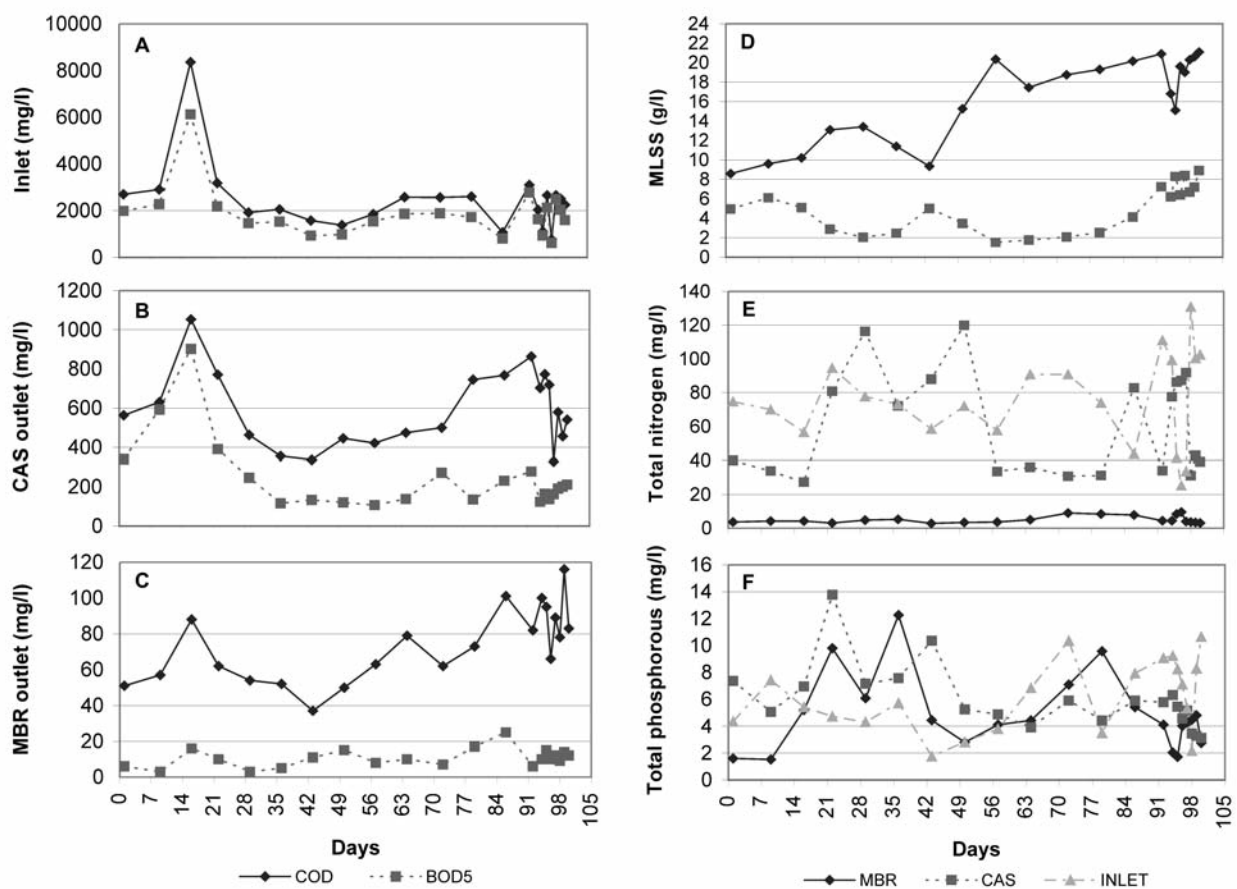 A
Inlet (mg/l)
10000
8000
6000
4000
2000
0
B
CAS outlet (mg/l)
1200
1000
800
600
400
200
0
C
MBR outlet (mg/l)
120
100
80
60
40
20
0
0 7 14 21 28 35 42 49 56 63 70 77 84 91 98 105
Days
COD BOD5
D
MLSS (g/l)
24
22
20
18
16
14
12
10
8
6
4
2
0
E
Total nitrogen (mg/l)
140
120
100
80
60
40
20
0
F
Total phosphorous (mg/l)
16
14
12
10
8
6
4
2
0
0 7 14 21 28 35 42 49 56 63 70 77 84 91 98 105
Days
MBR CAS INLET